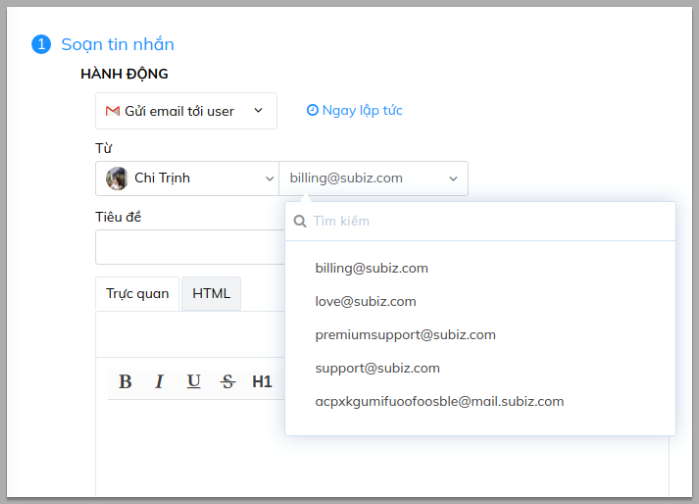 1 Soạn tin nhắn
HÀNH ĐỘNG
Gửi email tới user
Ngay lập tức
Từ
Chi Trịnh
billing@subiz.com
Tiêu đề
Tìm kiếm
billing@subiz.com
love@subiz.com
premiumsupport@subiz.com
support@subiz.com
acpxkgumifuoofoosble@mail.subiz.com
Trực quan HTML
B I U S H1